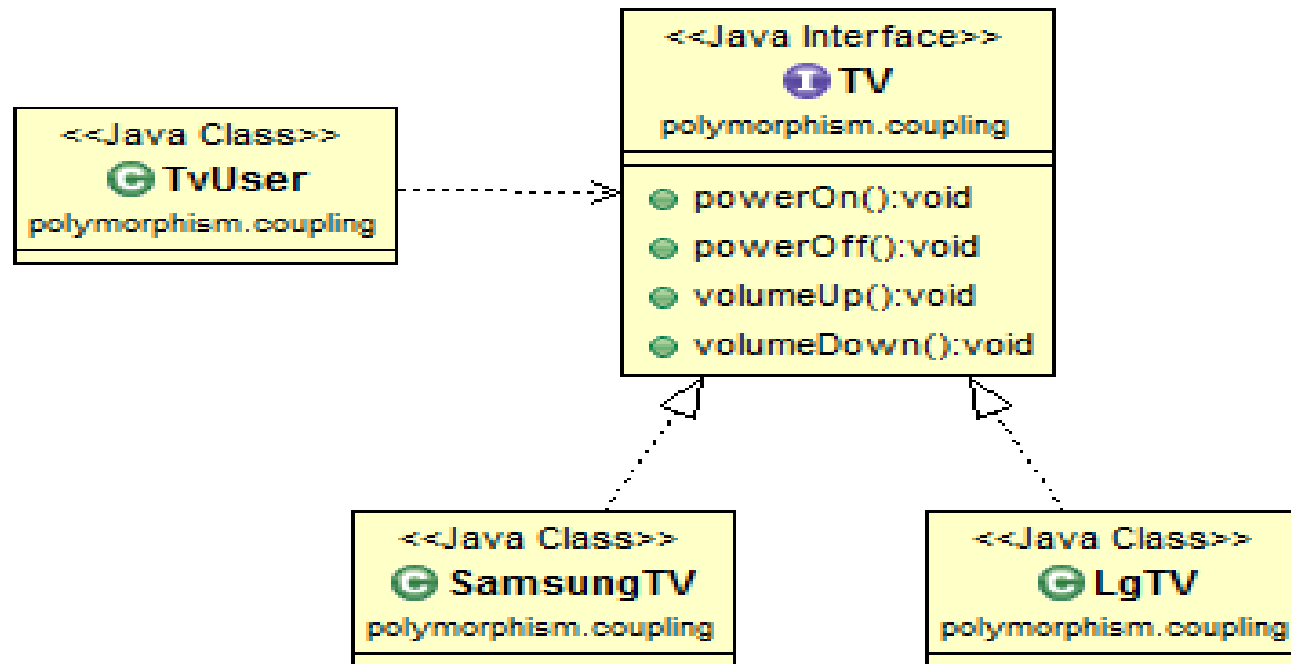 <<Java Interface>>
I TV
polymorphism.coupling
powerOn():void
powerOff():void
volumeUp():void
volumeDown():void
<<Java Class>>
C TvUser
polymorphism.coupling
<<Java Class>>
C SamsungTV
polymorphism.coupling
<<Java Class>>
C LgTV
polymorphism.coupling